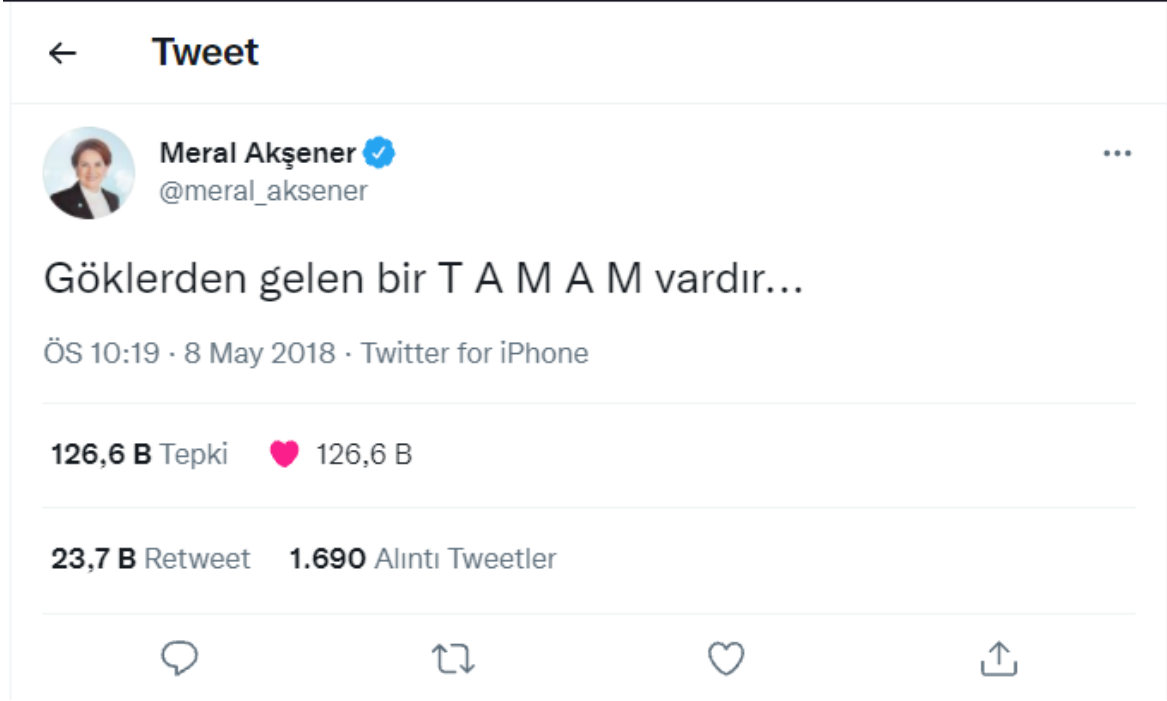 Tweet
Meral Akşener
@meral_aksener
Göklerden gelen bir T A M A M vardır...
ÖS 10:19 · 8 May 2018 · Twitter for iPhone
126,6 B Tepki 126,6 B
23,7 B Retweet 1.690 Alıntı Tweetler